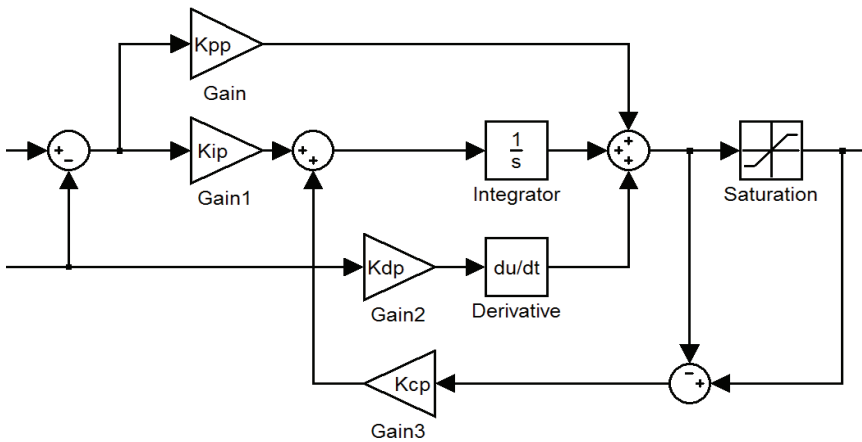 Kpp
Gain
+
-
Kip
Gain1
+
+
1
s
Integrator
+
+
+
Saturation
Kdp
Gain2
du/dt
Derivative
-
+
Kcp
Gain3